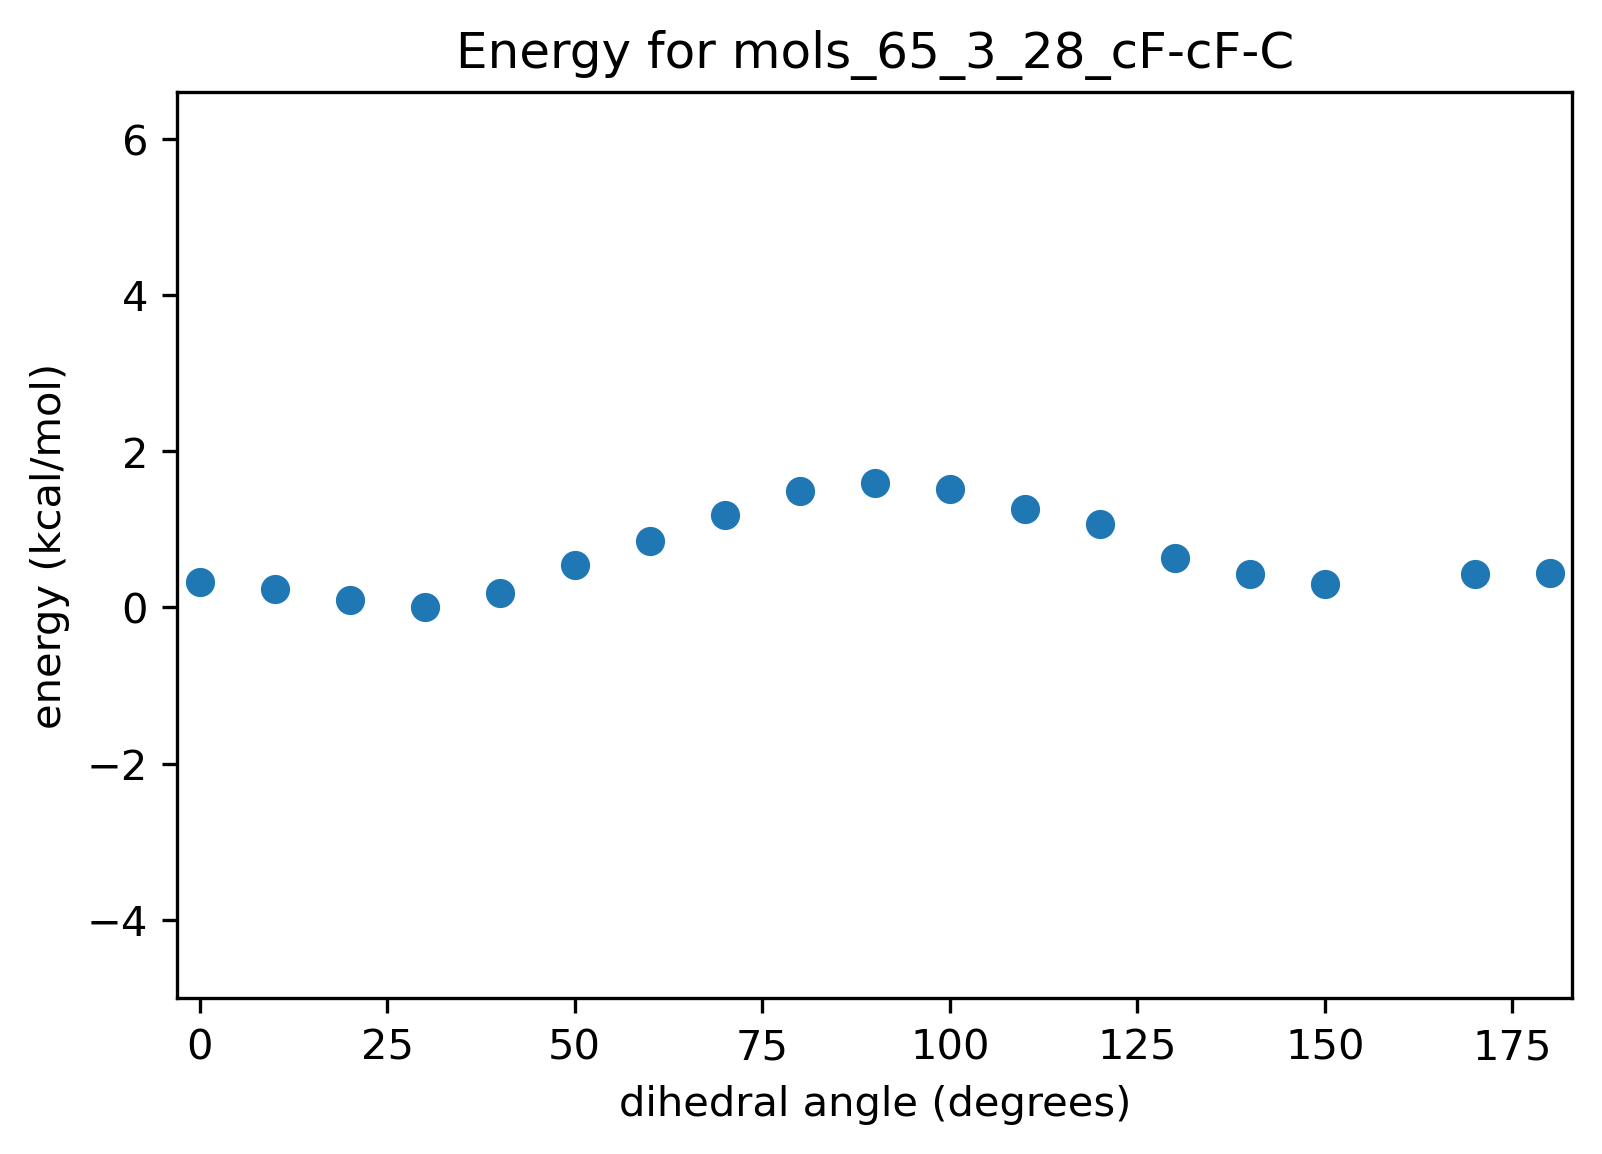 Energy for mols_65_3_28_cF-cF-C
energy (kcal/mol)
6
4
2
0
−2
−4
0 25 50 75 100 125 150 175
dihedral angle (degrees)